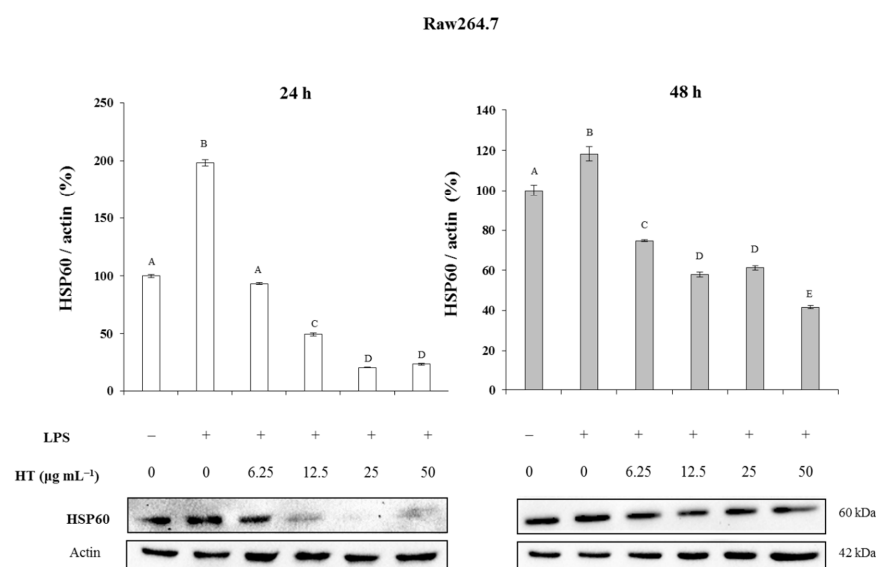 Raw264.7
24 h
HSP60 / actin (%)
250
200
150
100
50
0
A
B
A
C
D
D
48 h
HSP60 / actin (%)
140
120
100
80
60
40
20
0
A
B
C
D
D
E
LPS – + + + + + – + + + + +
HT (µg mL⁻¹) 0 0 6.25 12.5 25 50 0 0 6.25 12.5 25 50
HSP60 60 kDa
Actin 42 kDa